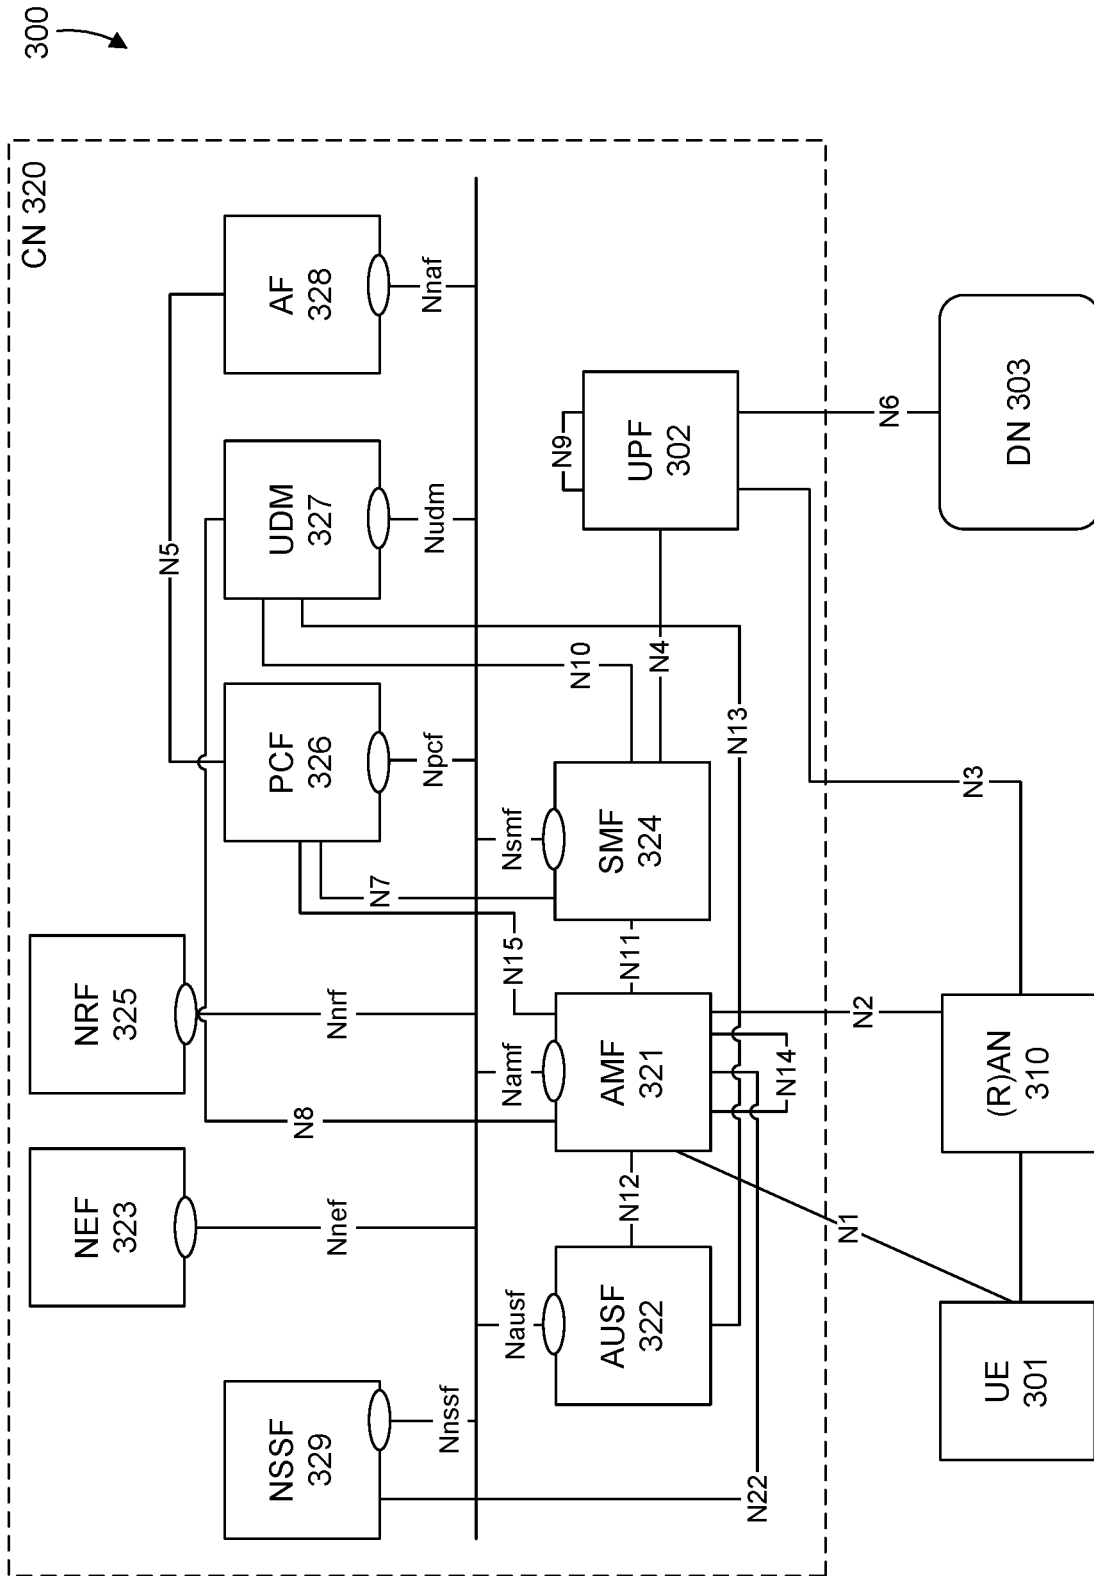 300
CN 320
NSSF
329
NEF
323
NRF
325
PCF
326
UDM
327
AF
328
N5
N8
Nnssf
Nnef
Nnrf
Npcf
Nudm
Nnaf
N7
N15
N10
Nausf
Namf
Nsmf
AUSF
322
N12
AMF
321
N11
SMF
324
N4
N9
UPF
302
N13
N14
N22
N1
N2
N3
N6
UE
301
(R)AN
310
DN 303